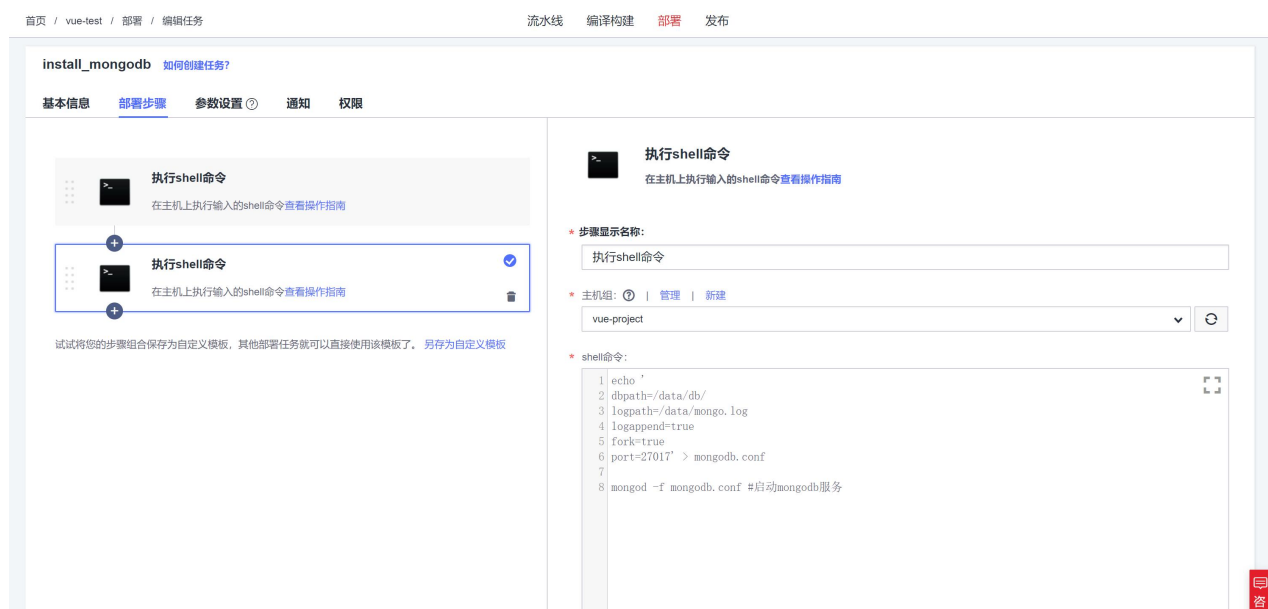 首页 / vue-test / 部署 / 编辑任务
流水线 编译构建 部署 发布
install_mongodb 如何创建任务?
基本信息 部署步骤 参数设置 ? 通知 权限
>_
执行shell命令
在主机上执行输入的shell命令查看操作指南
>_
执行shell命令
在主机上执行输入的shell命令查看操作指南
试试将您的步骤组合保存为自定义模板，其他部署任务就可以直接使用该模板了。 另存为自定义模板
>_
执行shell命令
在主机上执行输入的shell命令查看操作指南
* 步骤显示名称:
执行shell命令
* 主机组: ? | 管理 | 新建
vue-project
* shell命令:
1 echo '
2 dbpath=/data/db/
3 logpath=/data/mongo.log
4 logappend=true
5 fork=true
6 port=27017' > mongodb.conf
7
8 mongod -f mongodb.conf #启动mongodb服务
咨